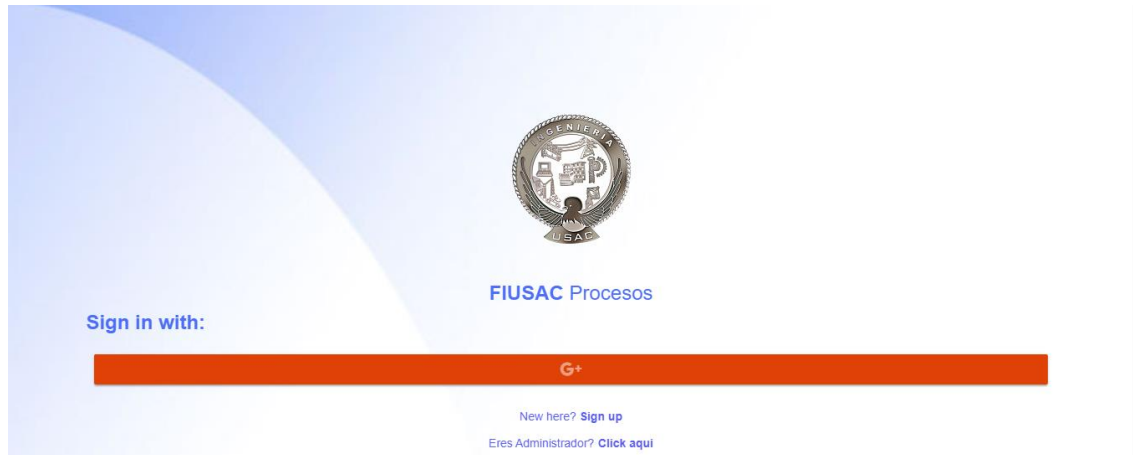 INGENIERIA
USAC
FIUSAC Procesos
Sign in with:
G+
New here? Sign up
Eres Administrador? Click aqui